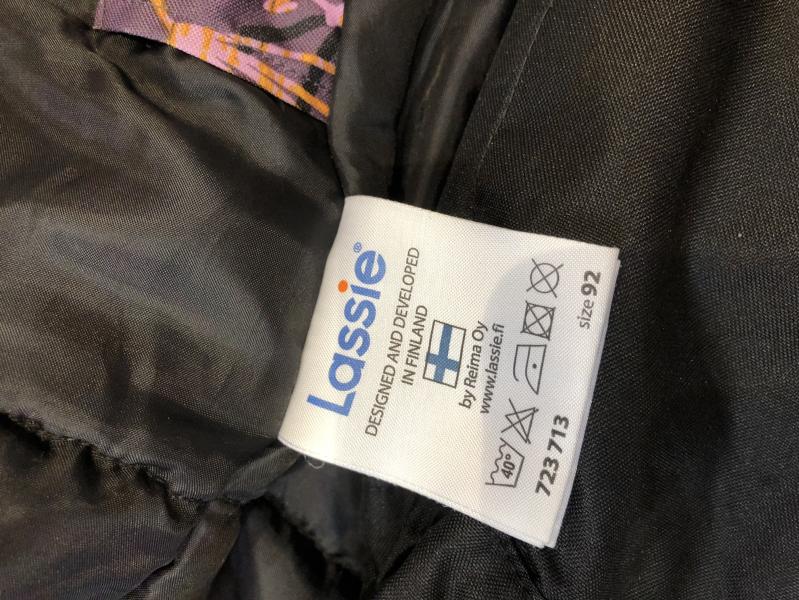 Lassie®
DESIGNED AND DEVELOPED
IN FINLAND
by Reima Oy
www.lassie.fi
40°
723 713
size 92